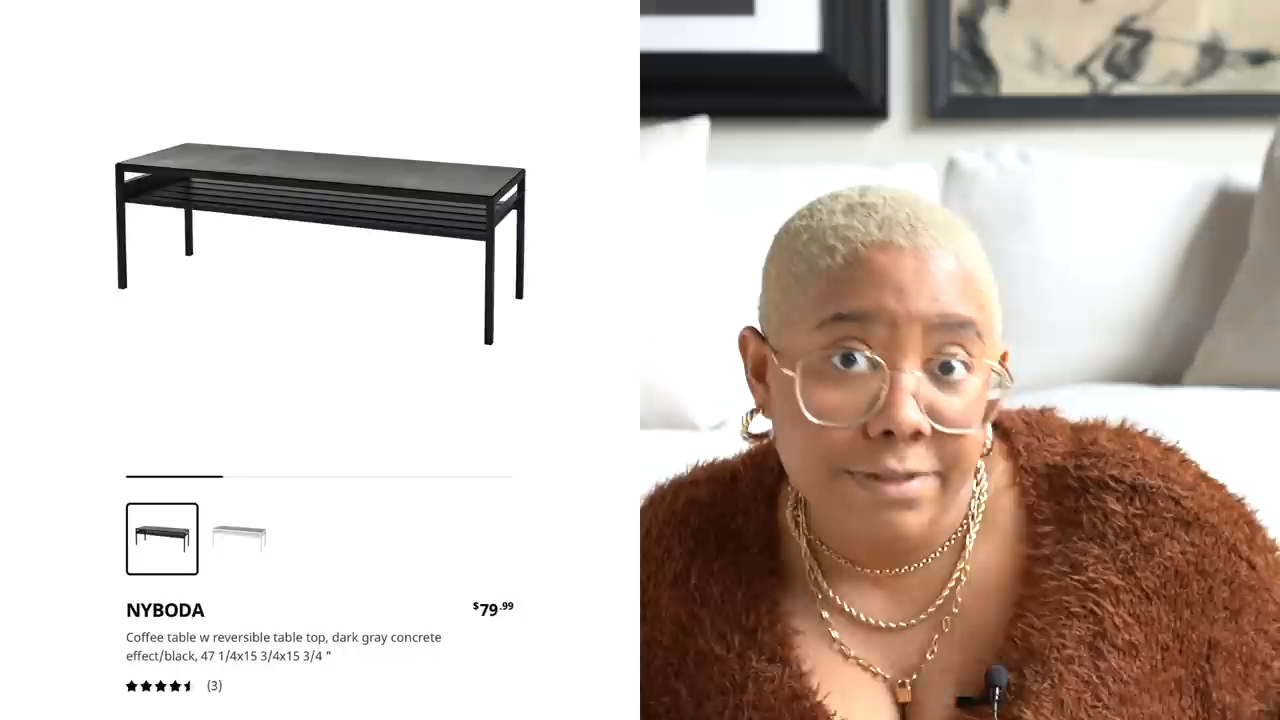 NYBODA
$79.99
Coffee table w reversible table top, dark gray concrete
effect/black, 47 1/4x15 3/4x15 3/4 "
(3)